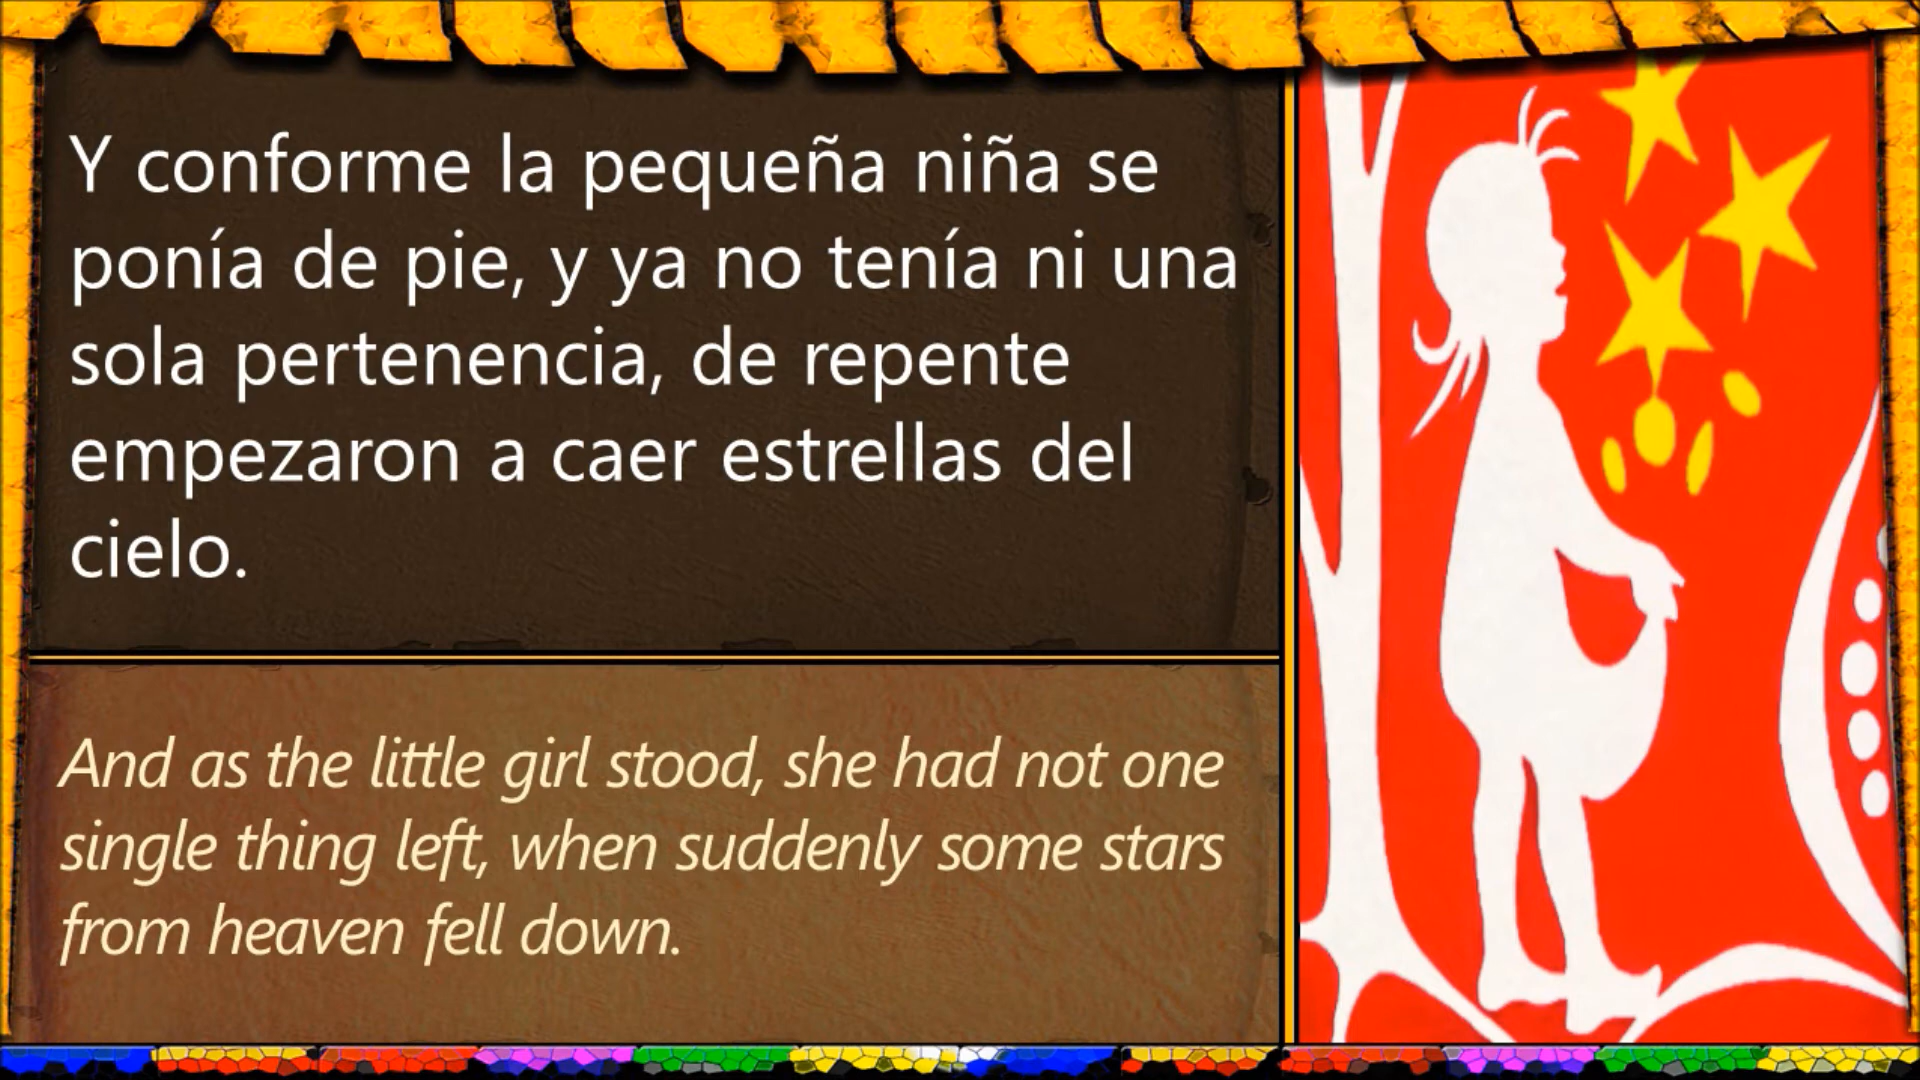 Y conforme la pequeña niña se
ponía de pie, y ya no tenía ni una
sola pertenencia, de repente
empezaron a caer estrellas del
cielo.
And as the little girl stood, she had not one
single thing left, when suddenly some stars
from heaven fell down.